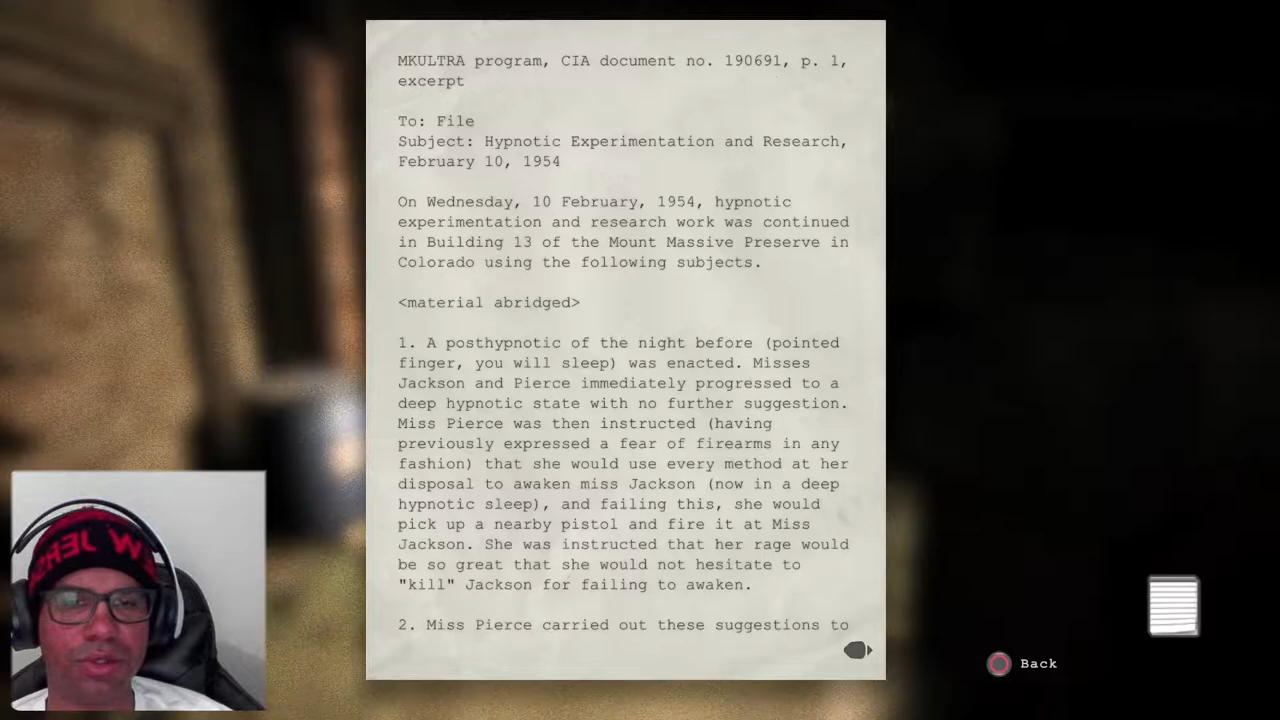 MKULTRA program, CIA document no. 190691, p. 1,
excerpt
To: File
Subject: Hypnotic Experimentation and Research,
February 10, 1954
On Wednesday, 10 February, 1954, hypnotic
experimentation and research work was continued
in Building 13 of the Mount Massive Preserve in
Colorado using the following subjects.
<material abridged>
1. A posthypnotic of the night before (pointed
finger, you will sleep) was enacted. Misses
Jackson and Pierce immediately progressed to a
deep hypnotic state with no further suggestion.
Miss Pierce was then instructed (having
previously expressed a fear of firearms in any
fashion) that she would use every method at her
disposal to awaken miss Jackson (now in a deep
hypnotic sleep), and failing this, she would
pick up a nearby pistol and fire it at Miss
Jackson. She was instructed that her rage would
be so great that she would not hesitate to
"kill" Jackson for failing to awaken.
2. Miss Pierce carried out these suggestions to
Back